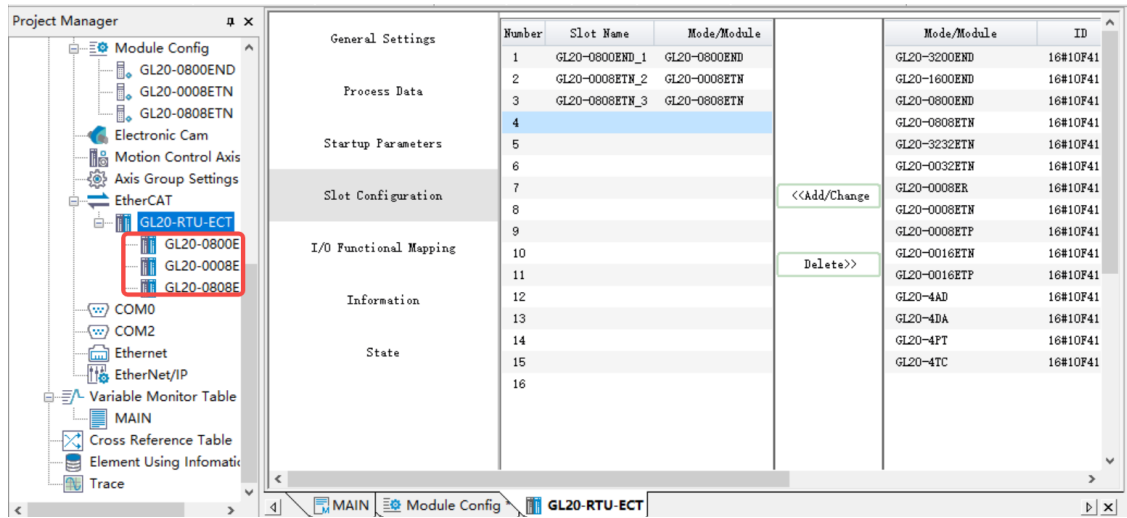 Project Manager
Module Config
GL20-0800END
GL20-0008ETN
GL20-0808ETN
Electronic Cam
Motion Control Axis
Axis Group Settings
EtherCAT
GL20-RTU-ECT
GL20-0800E
GL20-0008E
GL20-0808E
COM0
COM2
Ethernet
EtherNet/IP
Variable Monitor Table
MAIN
Cross Reference Table
Element Using Infomatic
Trace
General Settings
Process Data
Startup Parameters
Slot Configuration
I/O Functional Mapping
Information
State
Number Slot Name Mode/Module
1 GL20-0800END_1 GL20-0800END
2 GL20-0008ETN_2 GL20-0008ETN
3 GL20-0808ETN_3 GL20-0808ETN
4
5
6
7
8
9
10
11
12
13
14
15
16
<<Add/Change
Delete>>
Mode/Module ID
GL20-3200END 16#10F41
GL20-1600END 16#10F41
GL20-0800END 16#10F41
GL20-0808ETN 16#10F41
GL20-3232ETN 16#10F41
GL20-0032ETN 16#10F41
GL20-0008ER 16#10F41
GL20-0008ETN 16#10F41
GL20-0008ETP 16#10F41
GL20-0016ETN 16#10F41
GL20-0016ETP 16#10F41
GL20-4AD 16#10F41
GL20-4DA 16#10F41
GL20-4PT 16#10F41
GL20-4TC 16#10F41
MAIN Module Config * GL20-RTU-ECT